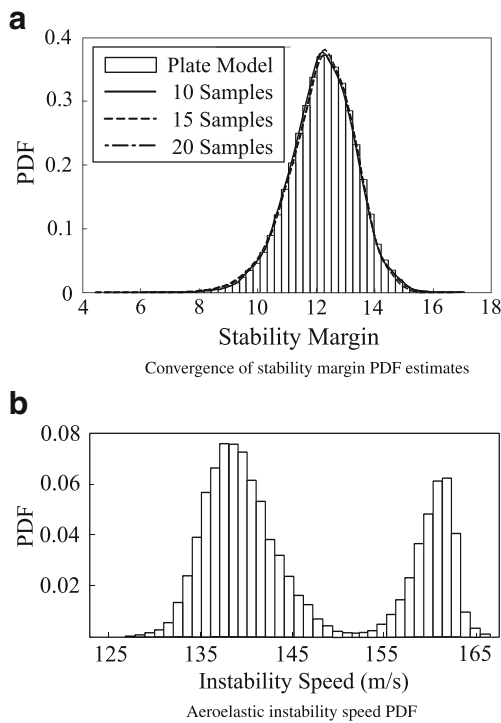 a
0.4
0.3
0.2
0.1
0
PDF
Plate Model
10 Samples
15 Samples
20 Samples
4 6 8 10 12 14 16 18
Stability Margin
Convergence of stability margin PDF estimates
b
0.08
0.06
0.04
0.02
PDF
125 135 145 155 165
Instability Speed (m/s)
Aeroelastic instability speed PDF